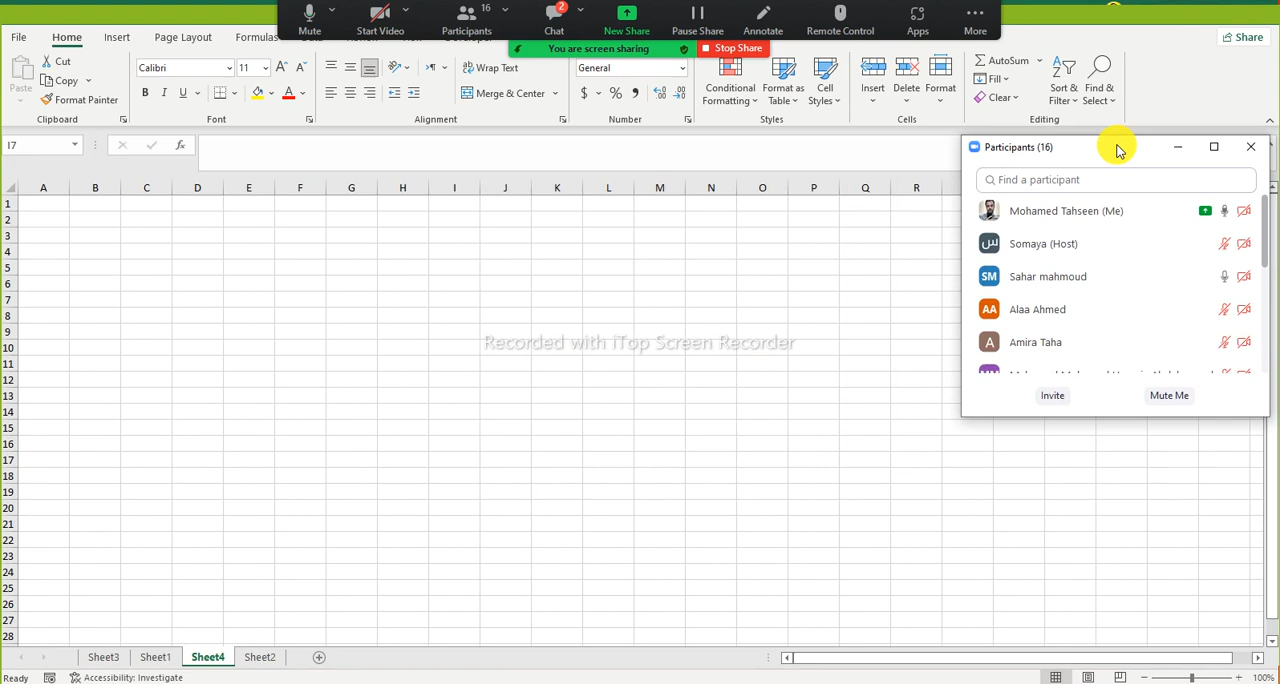 16
2
Mute
Start Video
Participants
Chat
New Share
Pause Share
Annotate
Remote Control
Apps
More
You are screen sharing
Stop Share
File
Home
Insert
Page Layout
Formulas
Share
Paste
Cut
Copy
Format Painter
Clipboard
Calibri
11
B
I
U
Font
Wrap Text
Merge & Center
Alignment
General
$
%
Number
Conditional
Formatting
Format as
Table
Cell
Styles
Styles
Insert
Delete
Format
Cells
AutoSum
Fill
Clear
Sort &
Filter
Find &
Select
Editing
I7
fx
A B C D E F G H I J K L M N O P Q R
1
2
3
4
5
6
7
8
9
10
11
12
13
14
15
16
17
18
19
20
21
22
23
24
25
26
27
28
Recorded with iTop Screen Recorder
Participants (16)
Find a participant
Mohamed Tahseen (Me)
س Somaya (Host)
SM Sahar mahmoud
AA Alaa Ahmed
A Amira Taha
Invite
Mute Me
Sheet3
Sheet1
Sheet4
Sheet2
Ready
Accessibility: Investigate
100%